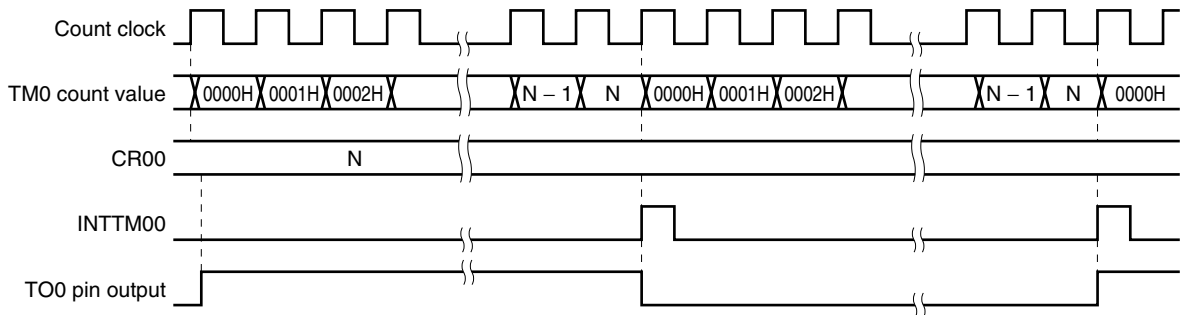 Count clock
TM0 count value 0000H 0001H 0002H N – 1 N 0000H 0001H 0002H N – 1 N 0000H
CR00 N
INTTM00
TO0 pin output